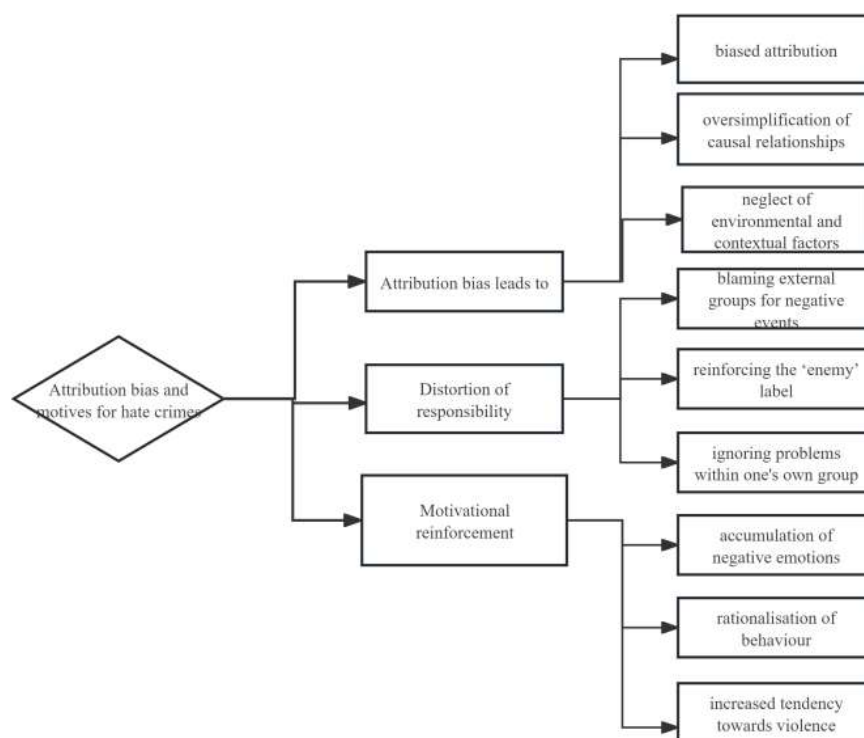 Attribution bias and
motives for hate crimes
Attribution bias leads to
biased attribution
oversimplification of
causal relationships
neglect of
environmental and
contextual factors
Distortion of
responsibility
blaming external
groups for negative
events
reinforcing the ‘enemy’
label
ignoring problems
within one's own group
Motivational
reinforcement
accumulation of
negative emotions
rationalisation of
behaviour
increased tendency
towards violence